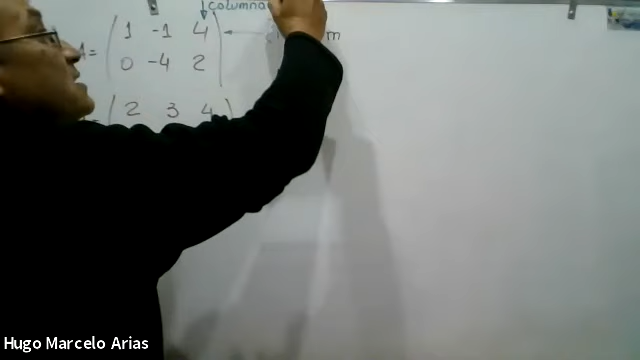 columna
A= 1 -1 4
0 -4 2
m
= 2 3 4
Hugo Marcelo Arias